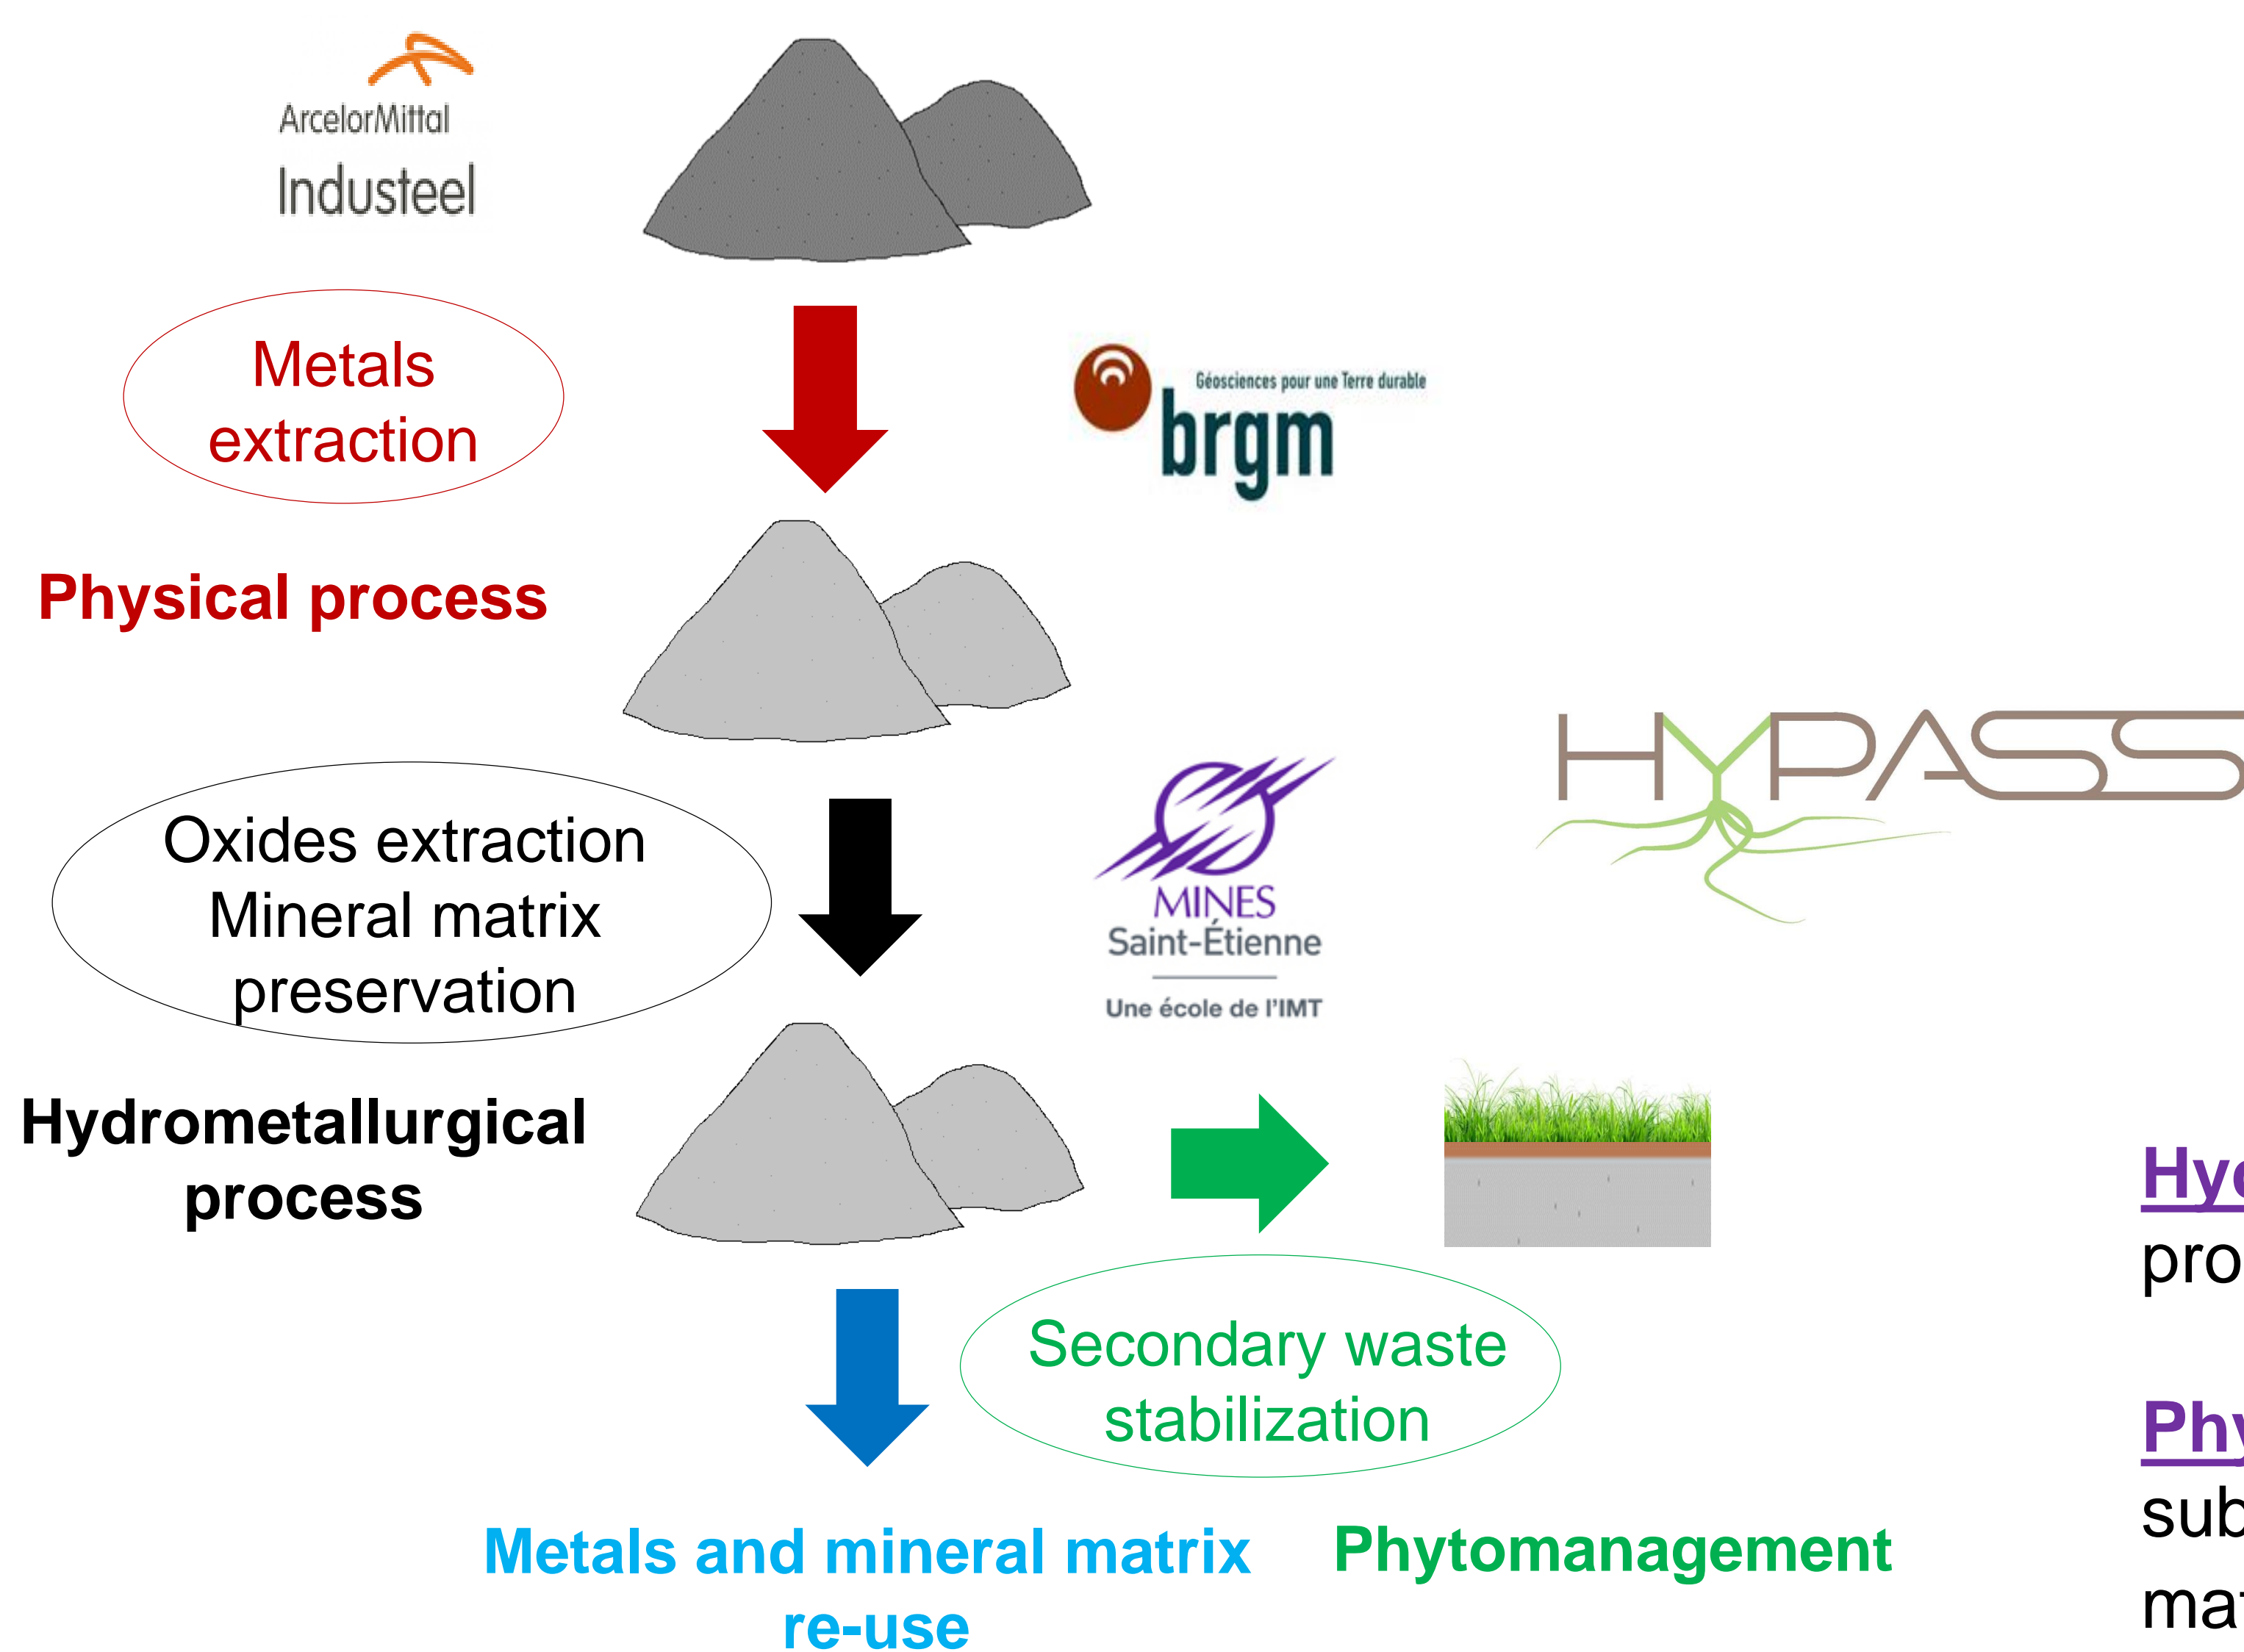 ArcelorMittal
Industeel
Metals
extraction
Géosciences pour une Terre durable
brgm
Physical process
HYPASS
Oxides extraction
Mineral matrix
preservation
MINES
Saint-Étienne
Une école de l'IMT
Hydrometallurgical
process
Secondary waste
stabilization
Metals and mineral matrix
re-use
Phytomanagement